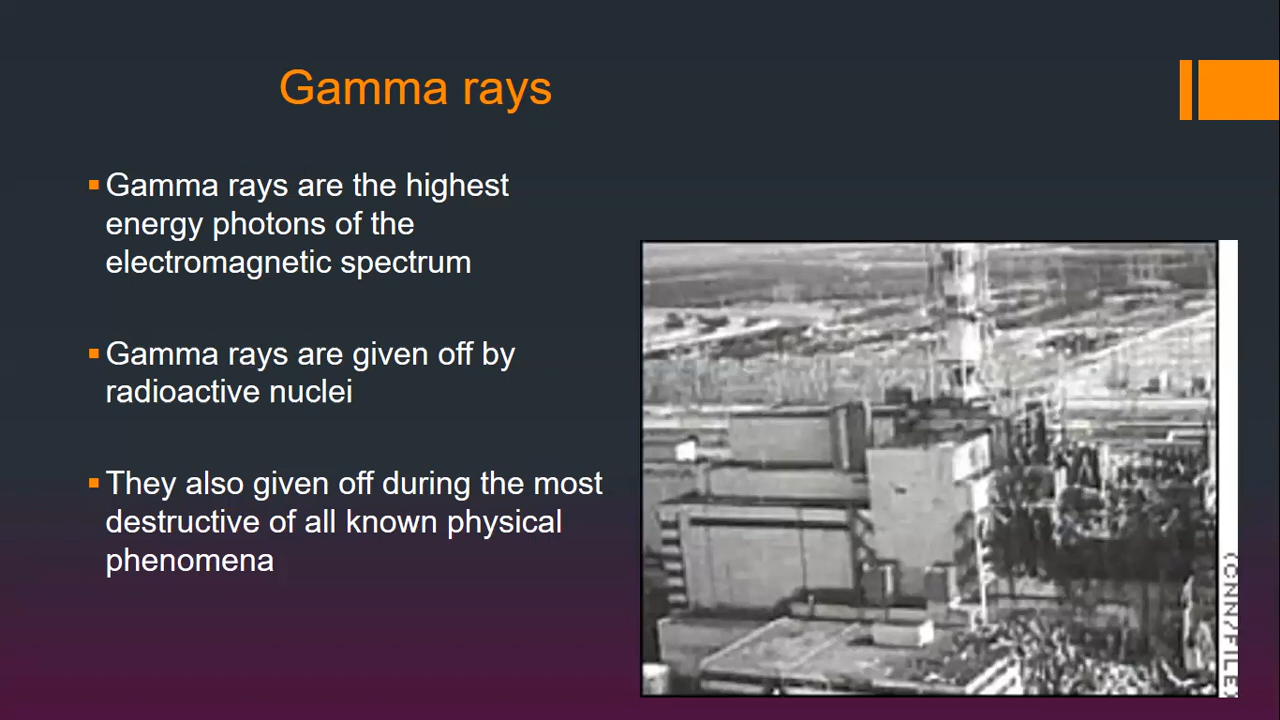 Gamma rays
Gamma rays are the highest
energy photons of the
electromagnetic spectrum
Gamma rays are given off by
radioactive nuclei
They also given off during the most
destructive of all known physical
phenomena
(CNN/FILE)